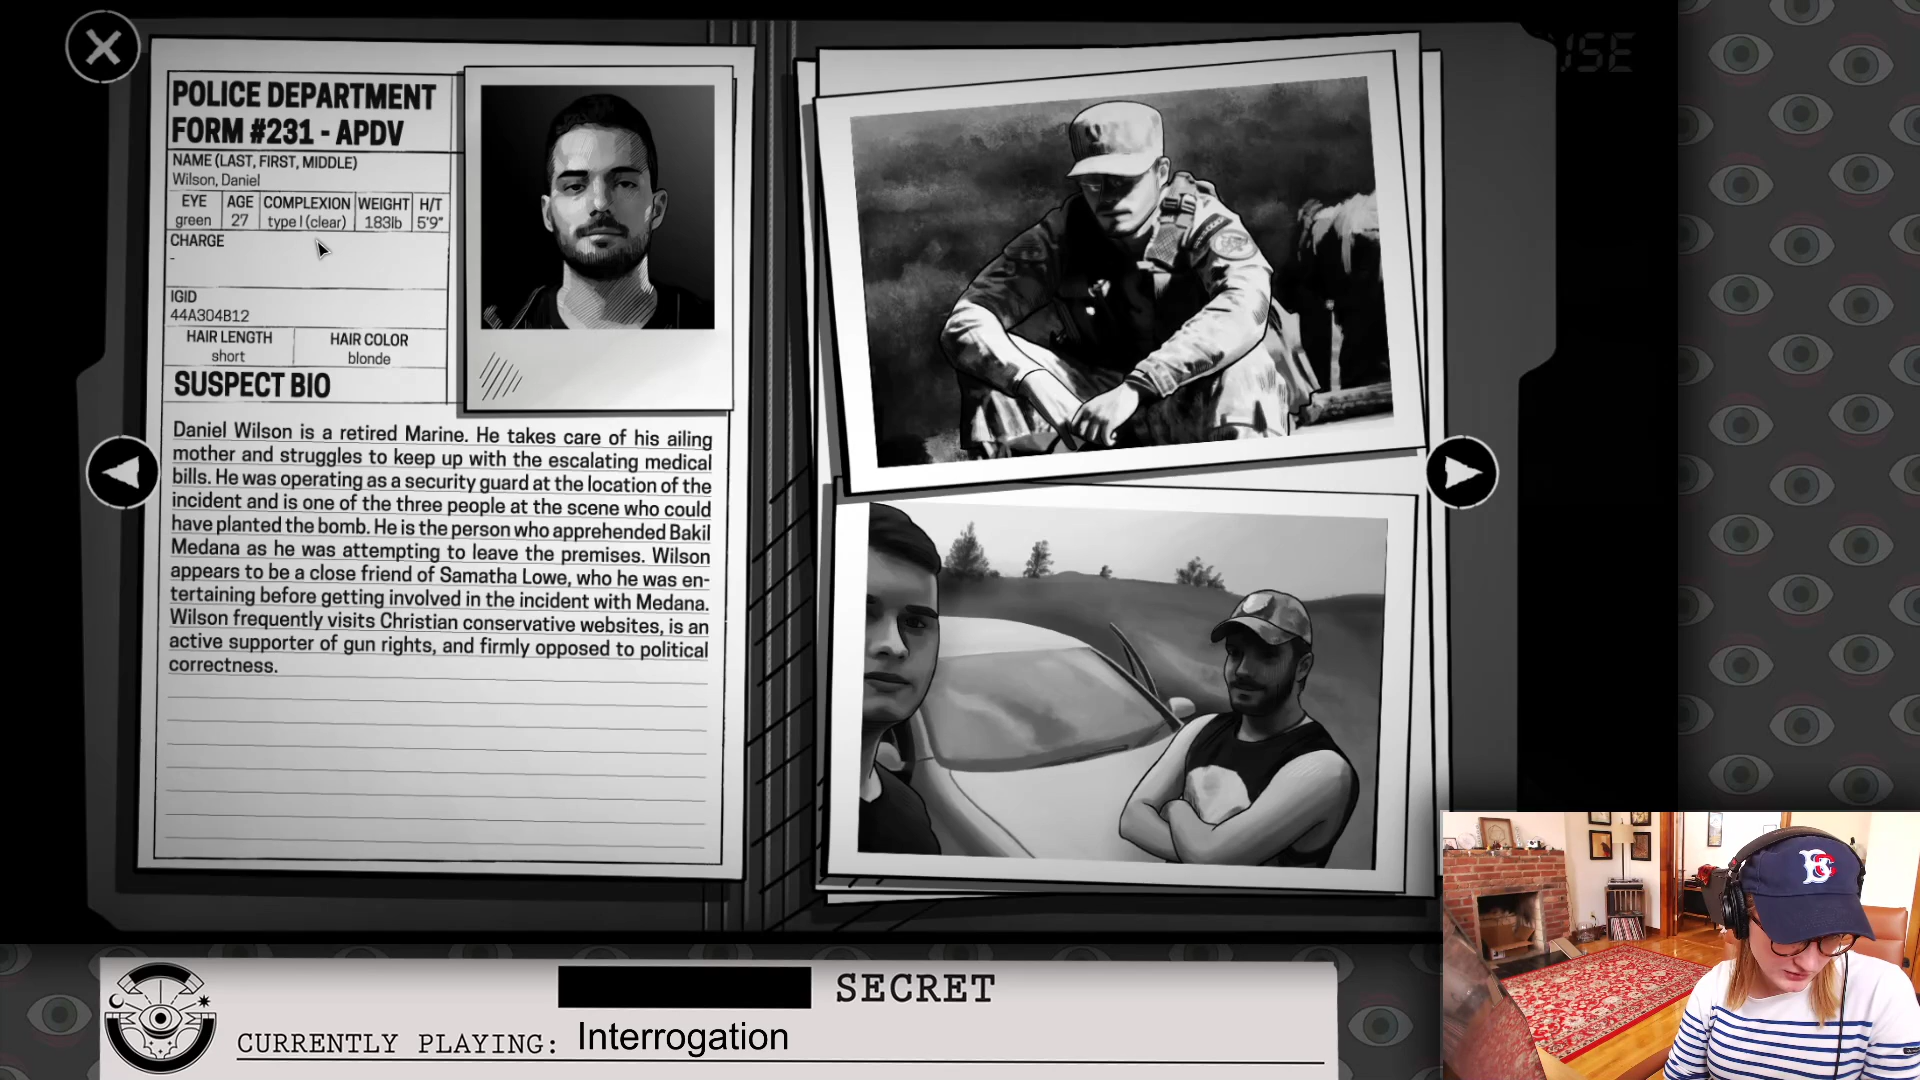 USE
POLICE DEPARTMENT
FORM #231 - APDV
NAME (LAST, FIRST, MIDDLE)
Wilson, Daniel
EYE AGE COMPLEXION WEIGHT H/T
green 27 type I (clear) 183lb 5'9"
CHARGE
-
IGID
44A304B12
HAIR LENGTH HAIR COLOR
short blonde
SUSPECT BIO
Daniel Wilson is a retired Marine. He takes care of his ailing
mother and struggles to keep up with the escalating medical
bills. He was operating as a security guard at the location of the
incident and is one of the three people at the scene who could
have planted the bomb. He is the person who apprehended Bakil
Medana as he was attempting to leave the premises. Wilson
appears to be a close friend of Samatha Lowe, who he was en-
tertaining before getting involved in the incident with Medana.
Wilson frequently visits Christian conservative websites, is an
active supporter of gun rights, and firmly opposed to political
correctness.
SECRET
CURRENTLY PLAYING: Interrogation
B